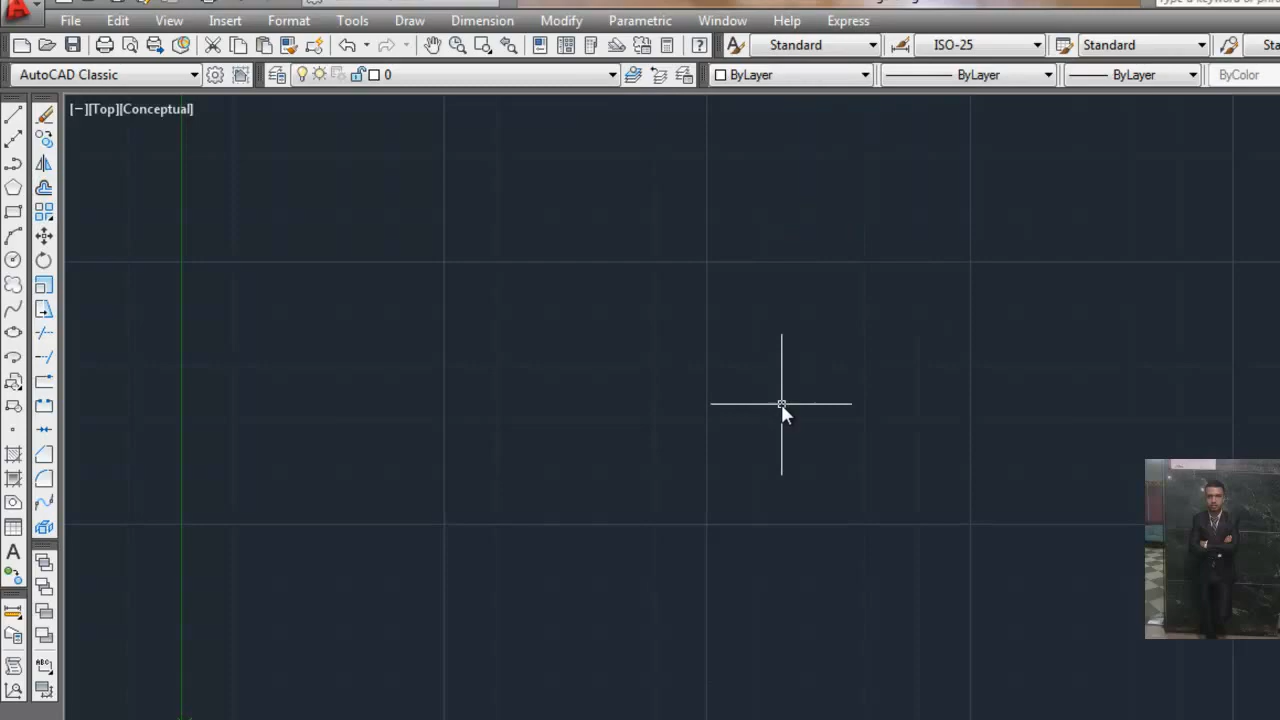 File Edit View Insert Format Tools Draw Dimension Modify Parametric Window Help Express
Standard ISO-25 Standard
AutoCAD Classic 0 ByLayer ByLayer ByLayer ByColor
[−][Top][Conceptual]
A
ABC